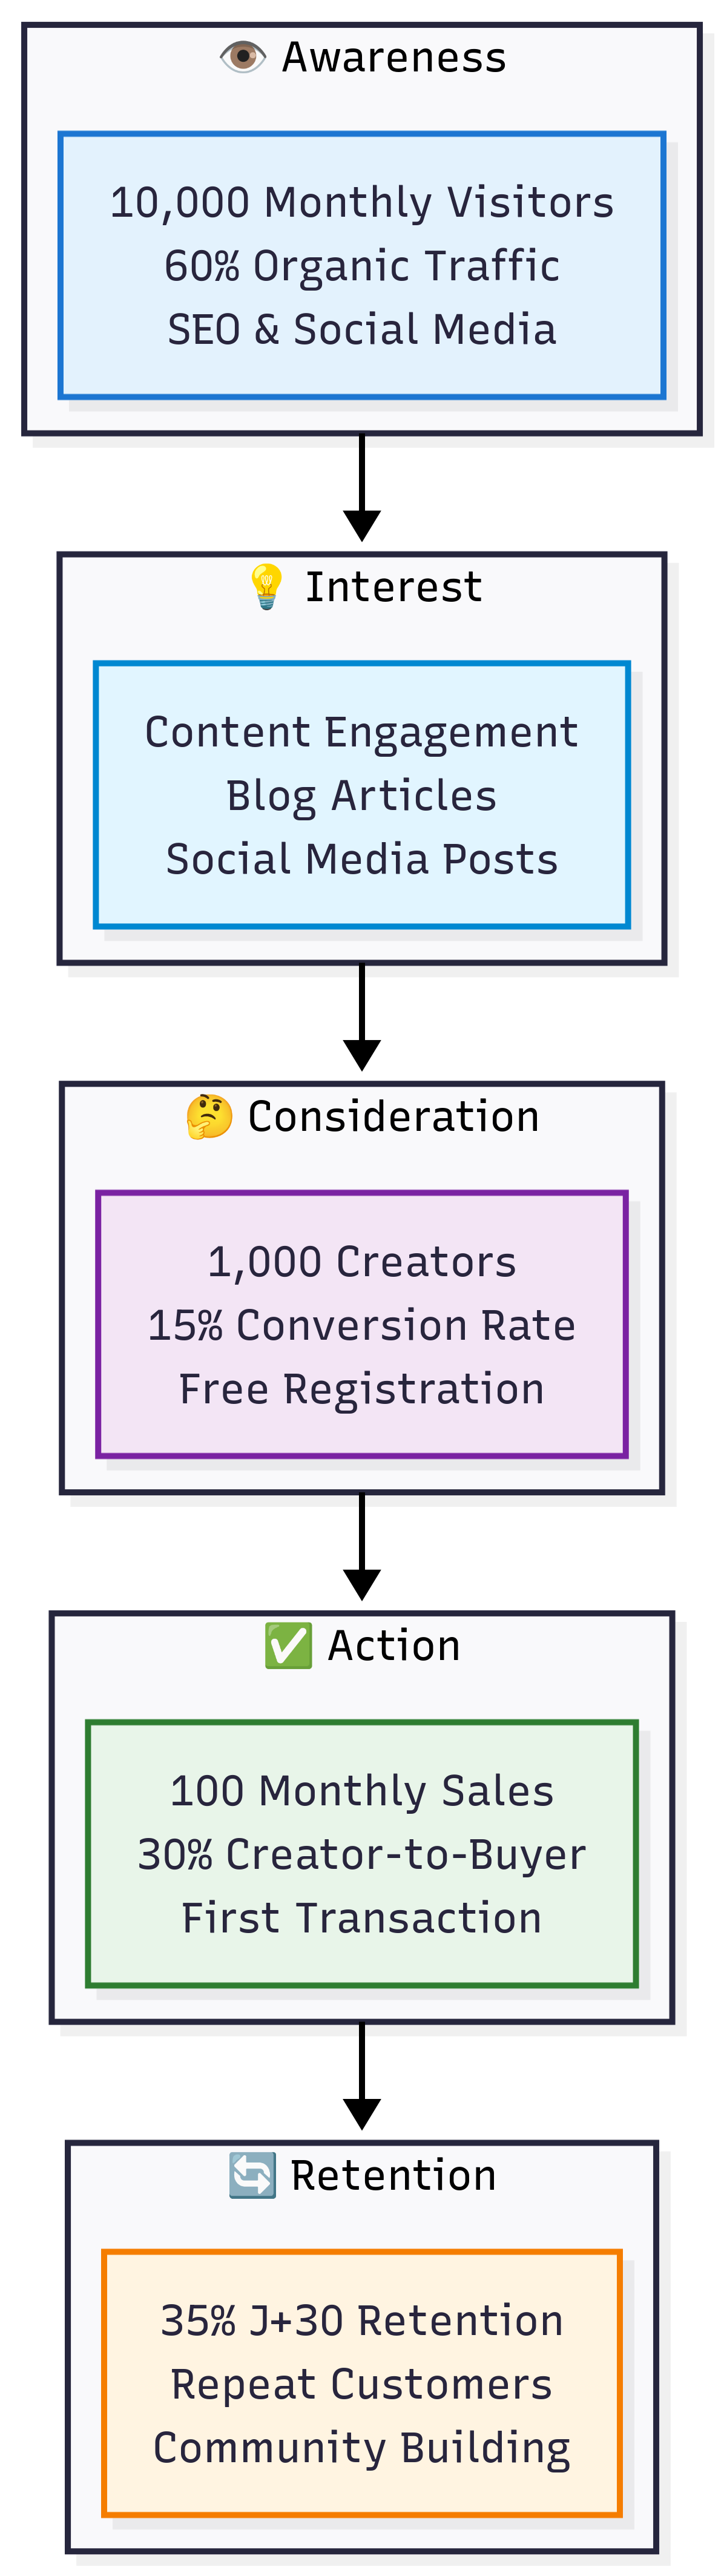 👁️ Awareness
10,000 Monthly Visitors
60% Organic Traffic
SEO & Social Media
💡 Interest
Content Engagement
Blog Articles
Social Media Posts
🤔 Consideration
1,000 Creators
15% Conversion Rate
Free Registration
✅ Action
100 Monthly Sales
30% Creator-to-Buyer
First Transaction
🔄 Retention
35% J+30 Retention
Repeat Customers
Community Building